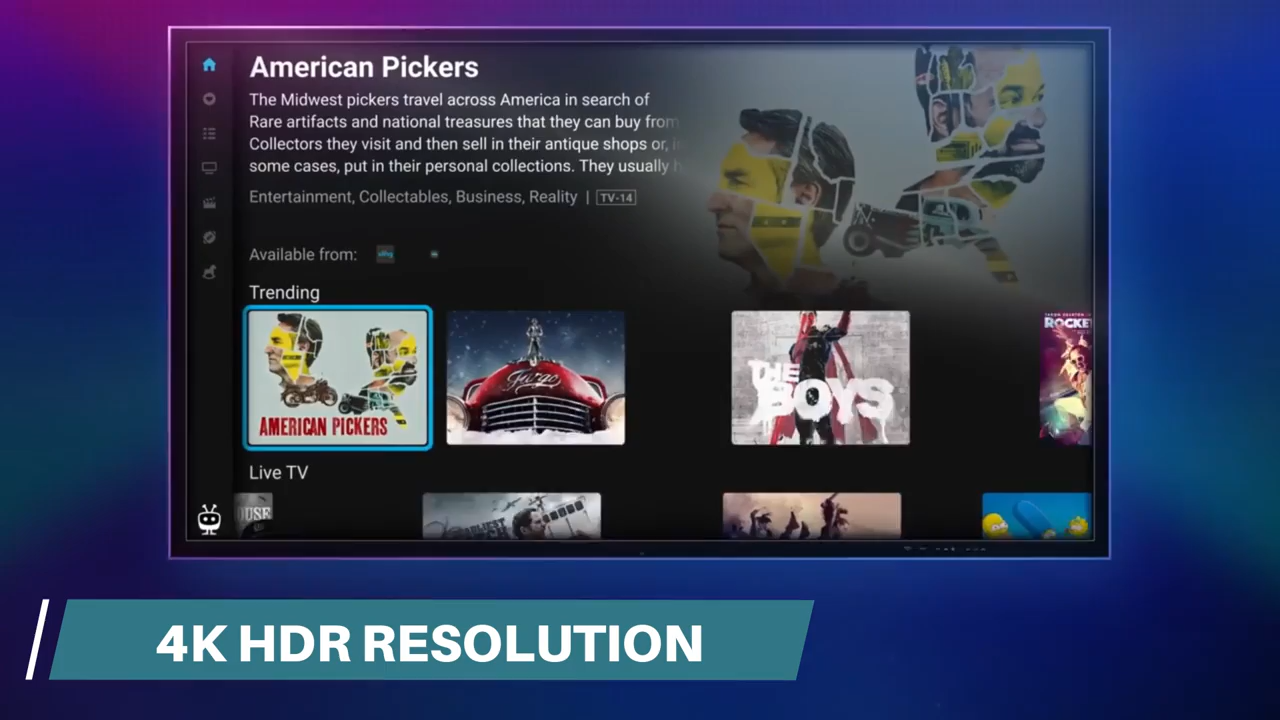 American Pickers
The Midwest pickers travel across America in search of
Rare artifacts and national treasures that they can buy from
Collectors they visit and then sell in their antique shops or, in
some cases, put in their personal collections. They usually
Entertainment, Collectables, Business, Reality | TV-14
Available from: sling
Trending
AMERICAN PICKERS
Fargo
THE
BOYS
ROCKE
Live TV
OUSE
4K HDR RESOLUTION